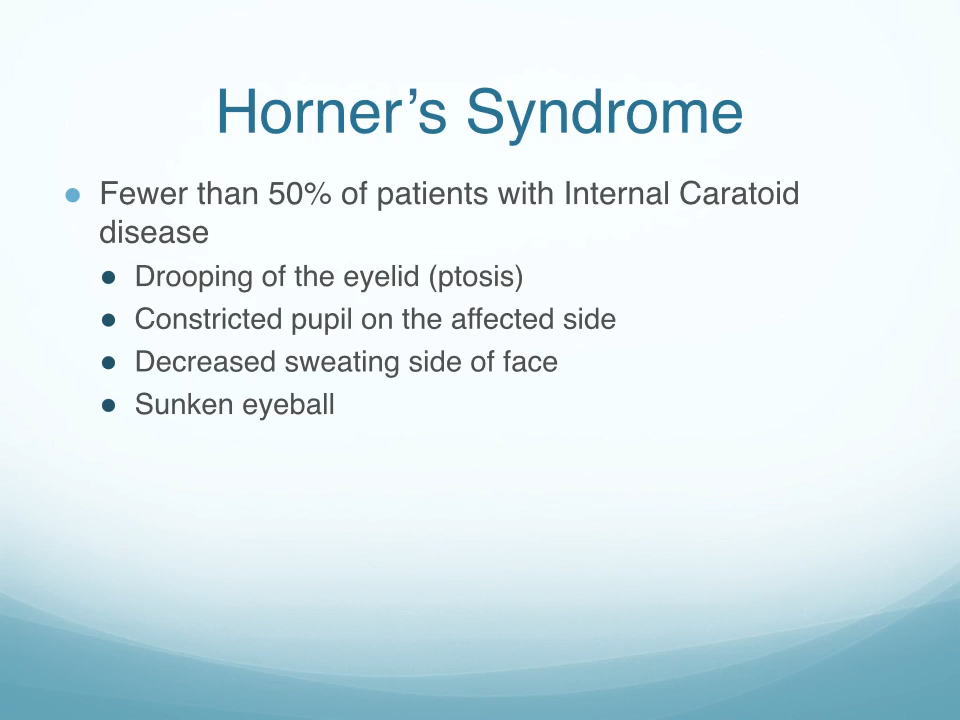 Horner’s Syndrome
Fewer than 50% of patients with Internal Caratoid
disease
Drooping of the eyelid (ptosis)
Constricted pupil on the affected side
Decreased sweating side of face
Sunken eyeball